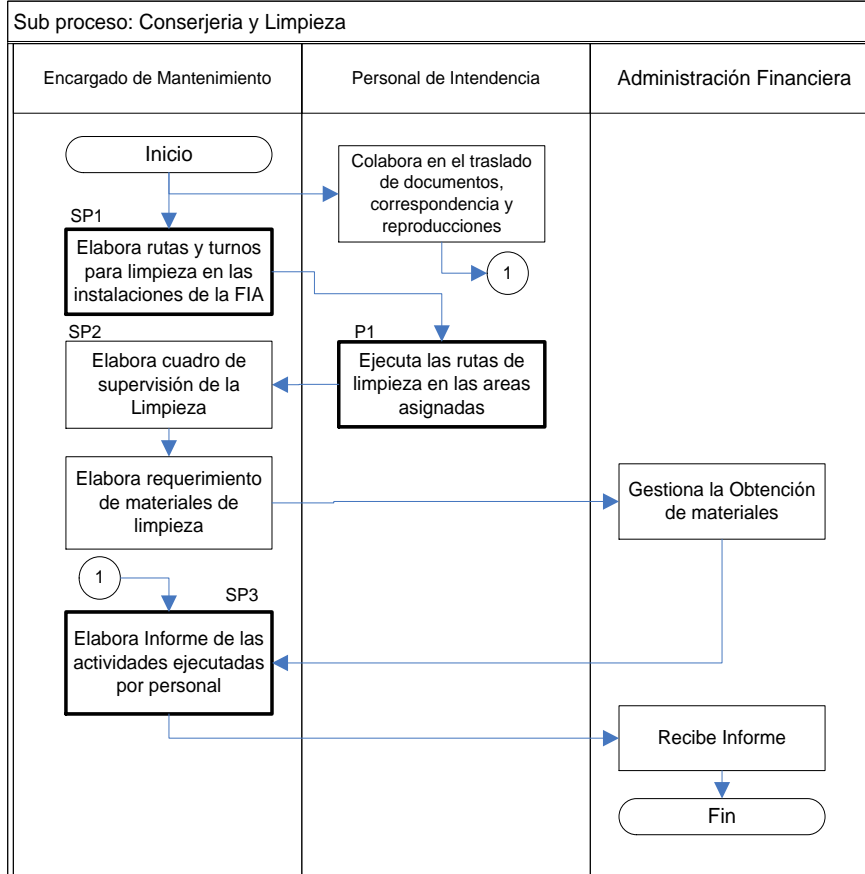 Sub proceso: Conserjeria y Limpieza
Encargado de Mantenimiento
Personal de Intendencia
Administración Financiera
Inicio
Colabora en el traslado
de documentos,
correspondencia y
reproducciones
SP1
Elabora rutas y turnos
para limpieza en las
instalaciones de la FIA
1
SP2
Elabora cuadro de
supervisión de la
Limpieza
P1
Ejecuta las rutas de
limpieza en las areas
asignadas
Elabora requerimiento
de materiales de
limpieza
Gestiona la Obtención
de materiales
1
SP3
Elabora Informe de las
actividades ejecutadas
por personal
Recibe Informe
Fin